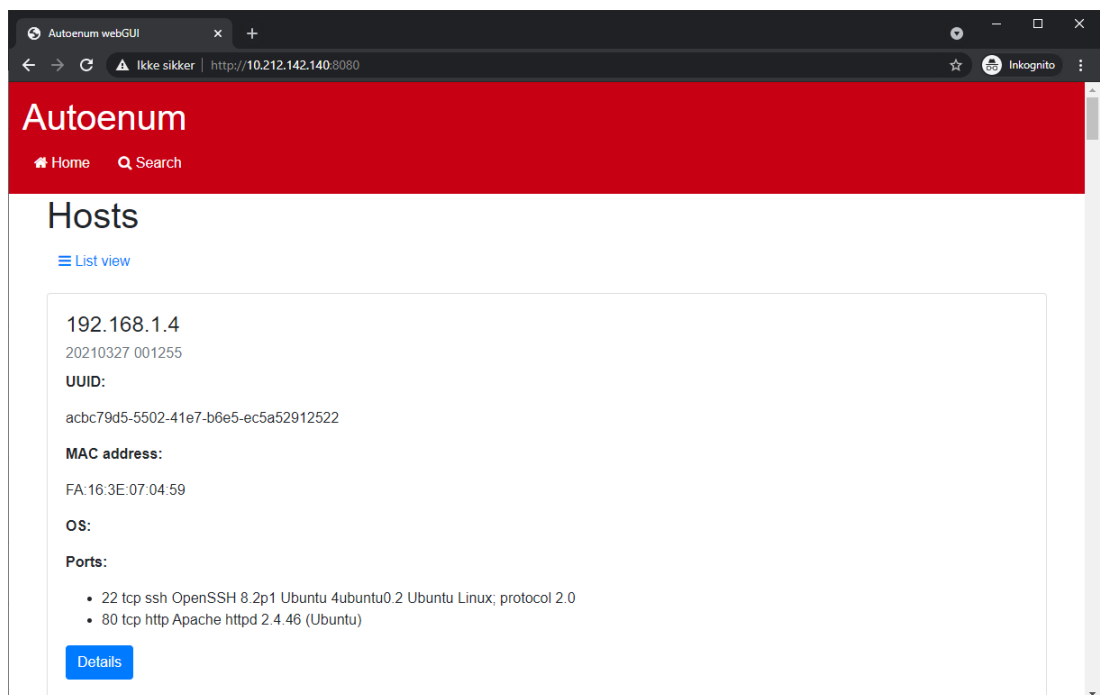 Autoenum webGUI
Ikke sikker | http://10.212.142.140:8080 Inkognito
Autoenum
Home Search
Hosts
List view
192.168.1.4
20210327 001255
UUID:
acbc79d5-5502-41e7-b6e5-ec5a52912522
MAC address:
FA:16:3E:07:04:59
OS:
Ports:
22 tcp ssh OpenSSH 8.2p1 Ubuntu 4ubuntu0.2 Ubuntu Linux; protocol 2.0
80 tcp http Apache httpd 2.4.46 (Ubuntu)
Details